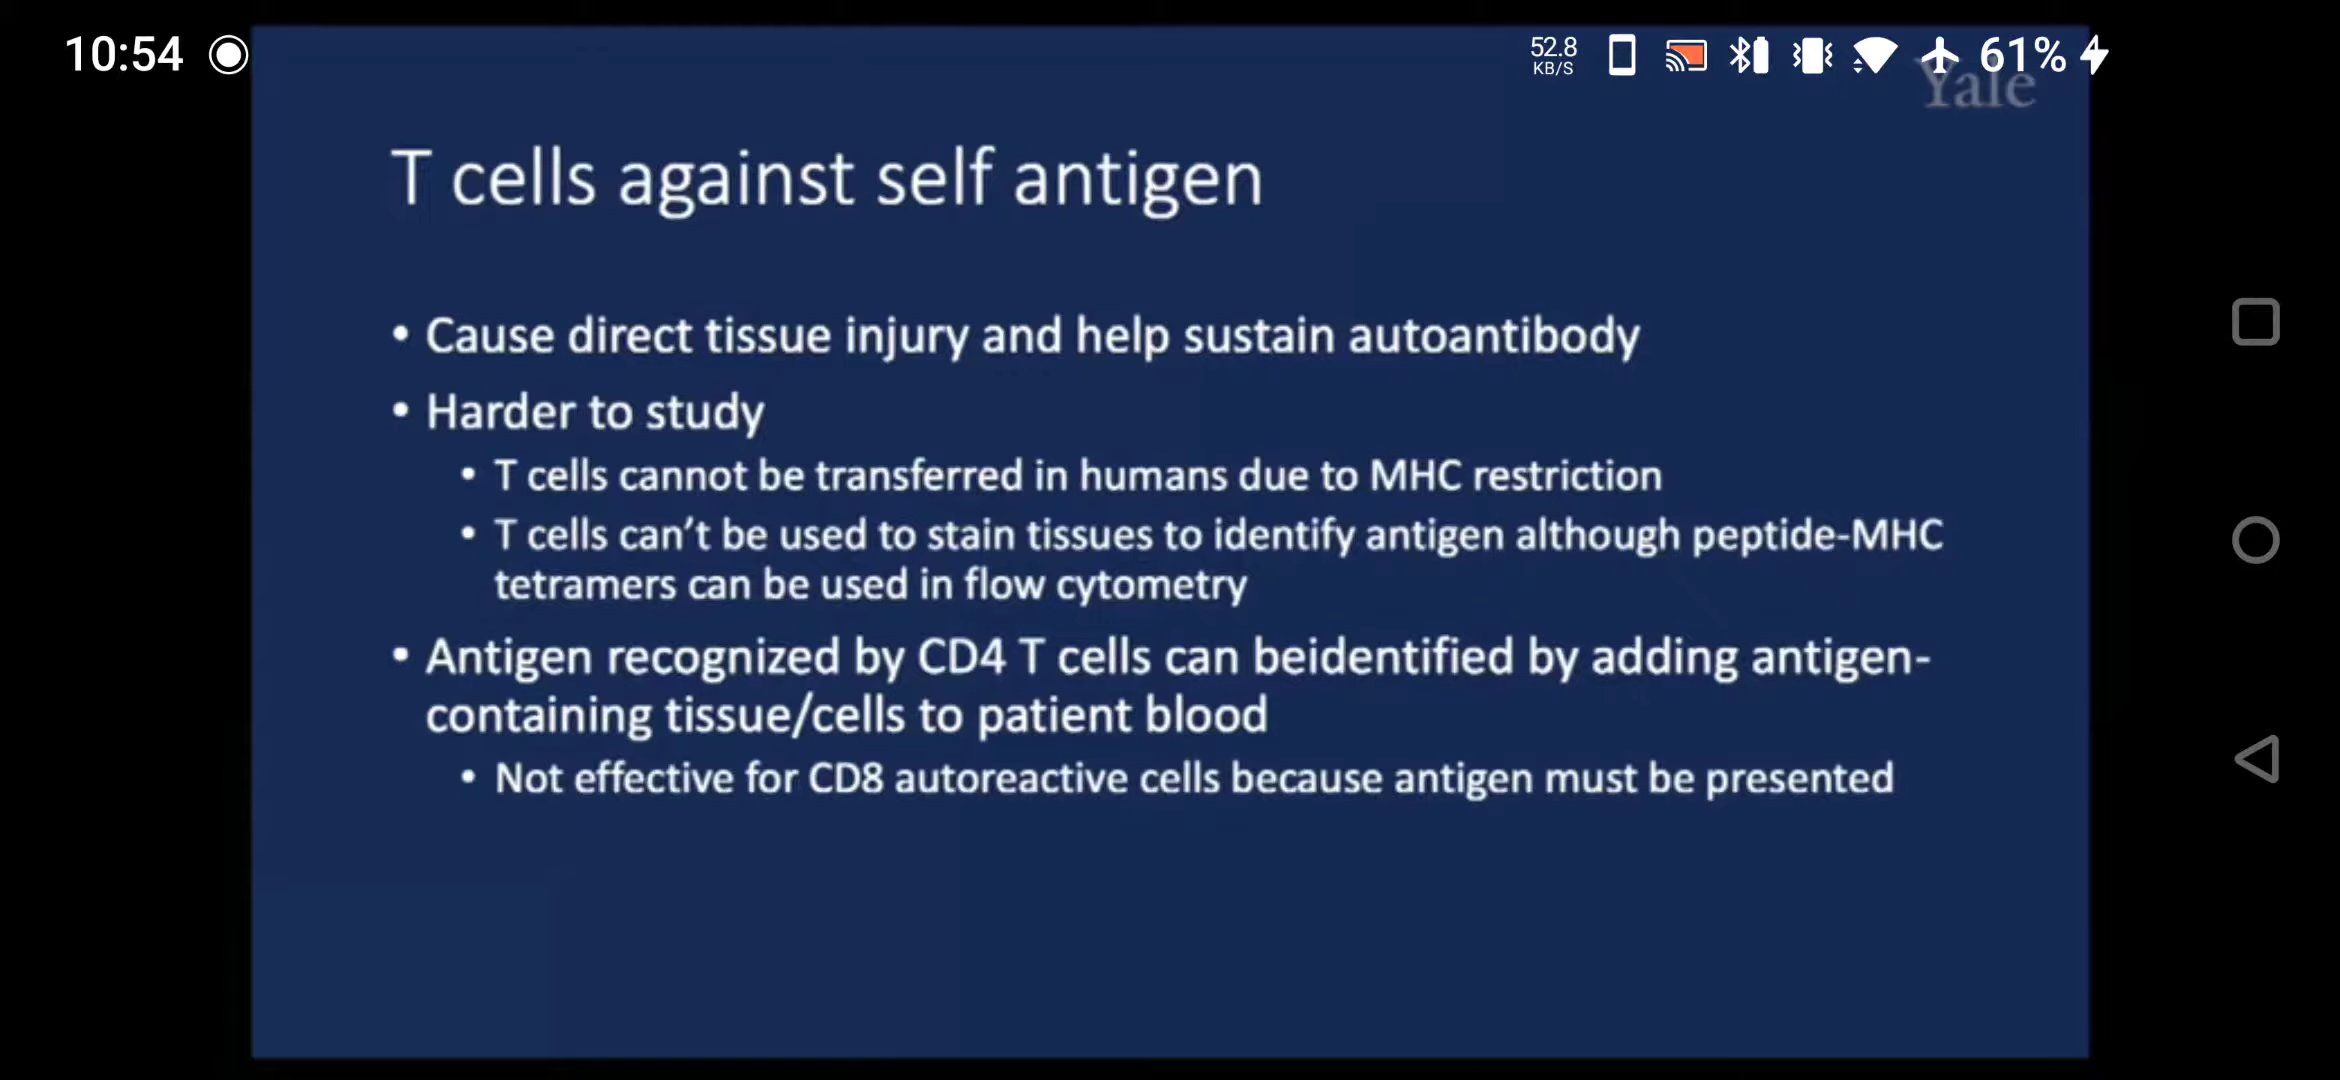 10:54
52.8
KB/S
61%
Yale
T cells against self antigen
• Cause direct tissue injury and help sustain autoantibody
• Harder to study
• T cells cannot be transferred in humans due to MHC restriction
• T cells can’t be used to stain tissues to identify antigen although peptide-MHC
tetramers can be used in flow cytometry
• Antigen recognized by CD4 T cells can beidentified by adding antigen-
containing tissue/cells to patient blood
• Not effective for CD8 autoreactive cells because antigen must be presented